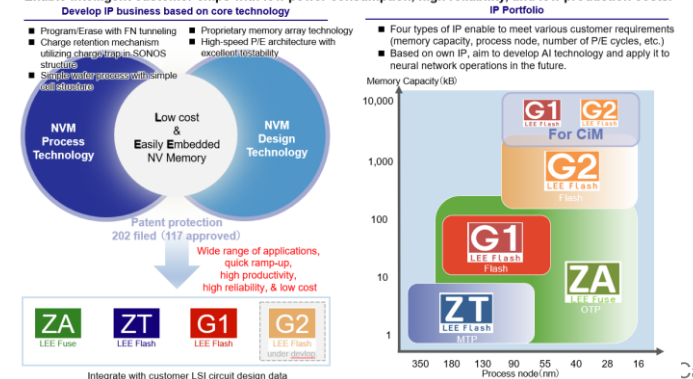 Develop IP business based on core technology
Program/Erase with FN tunneling
Charge retention mechanism
utilizing charge trap in SONOS
structure
Simple wafer process with simple
cell structure
Proprietary memory array technology
High-speed P/E architecture with
excellent testability
NVM
Process
Technology
Low cost
&
Easily Embedded
NV Memory
NVM
Design
Technology
Patent protection
202 filed (117 approved)
Wide range of applications,
quick ramp-up,
high productivity,
high reliability, & low cost
ZA
LEE Fuse
ZT
LEE Flash
G1
LEE Flash
G2
LEE Flash
under devlop.
Integrate with customer LSI circuit design data
IP Portfolio
Four types of IP enable to meet various customer requirements
(memory capacity, process node, number of P/E cycles, etc.)
Based on own IP, aim to develop AI technology and apply it to
neural network operations in the future.
Memory Capacity(kB)
10,000
1,000
100
10
1
G1
LEE Flash
G2
LEE Flash
For CiM
G2
LEE Flash
Flash
G1
LEE Flash
Flash
ZA
LEE Fuse
OTP
ZT
LEE Flash
MTP
350 180 130 90 55 40 28 16
Process node(nm)